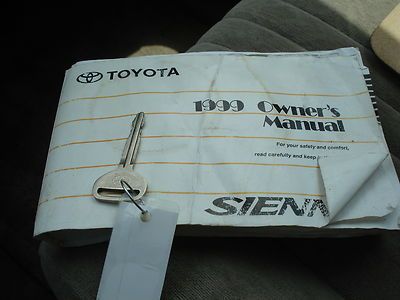 TOYOTA
1999 Owner's
Manual
For your safety and comfort,
read carefully and keep
SIENN